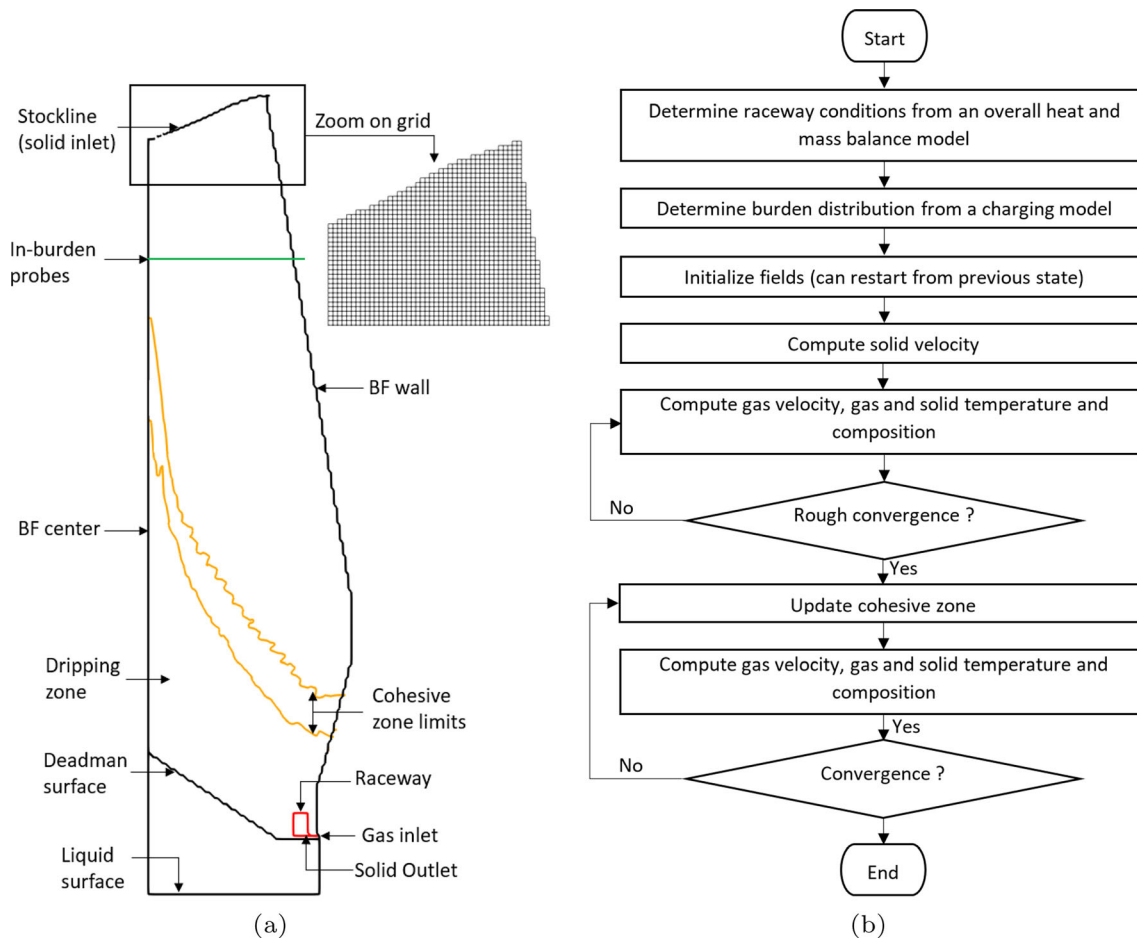 Stockline
(solid inlet)
Zoom on grid
In-burden
probes
BF wall
BF center
Dripping
zone
Cohesive
zone limits
Deadman
surface
Raceway
Gas inlet
Solid Outlet
Liquid
surface
(a)
Start
Determine raceway conditions from an overall heat and
mass balance model
Determine burden distribution from a charging model
Initialize fields (can restart from previous state)
Compute solid velocity
Compute gas velocity, gas and solid temperature and
composition
No
Rough convergence ?
Yes
Update cohesive zone
Compute gas velocity, gas and solid temperature and
composition
Yes
No
Convergence ?
End
(b)